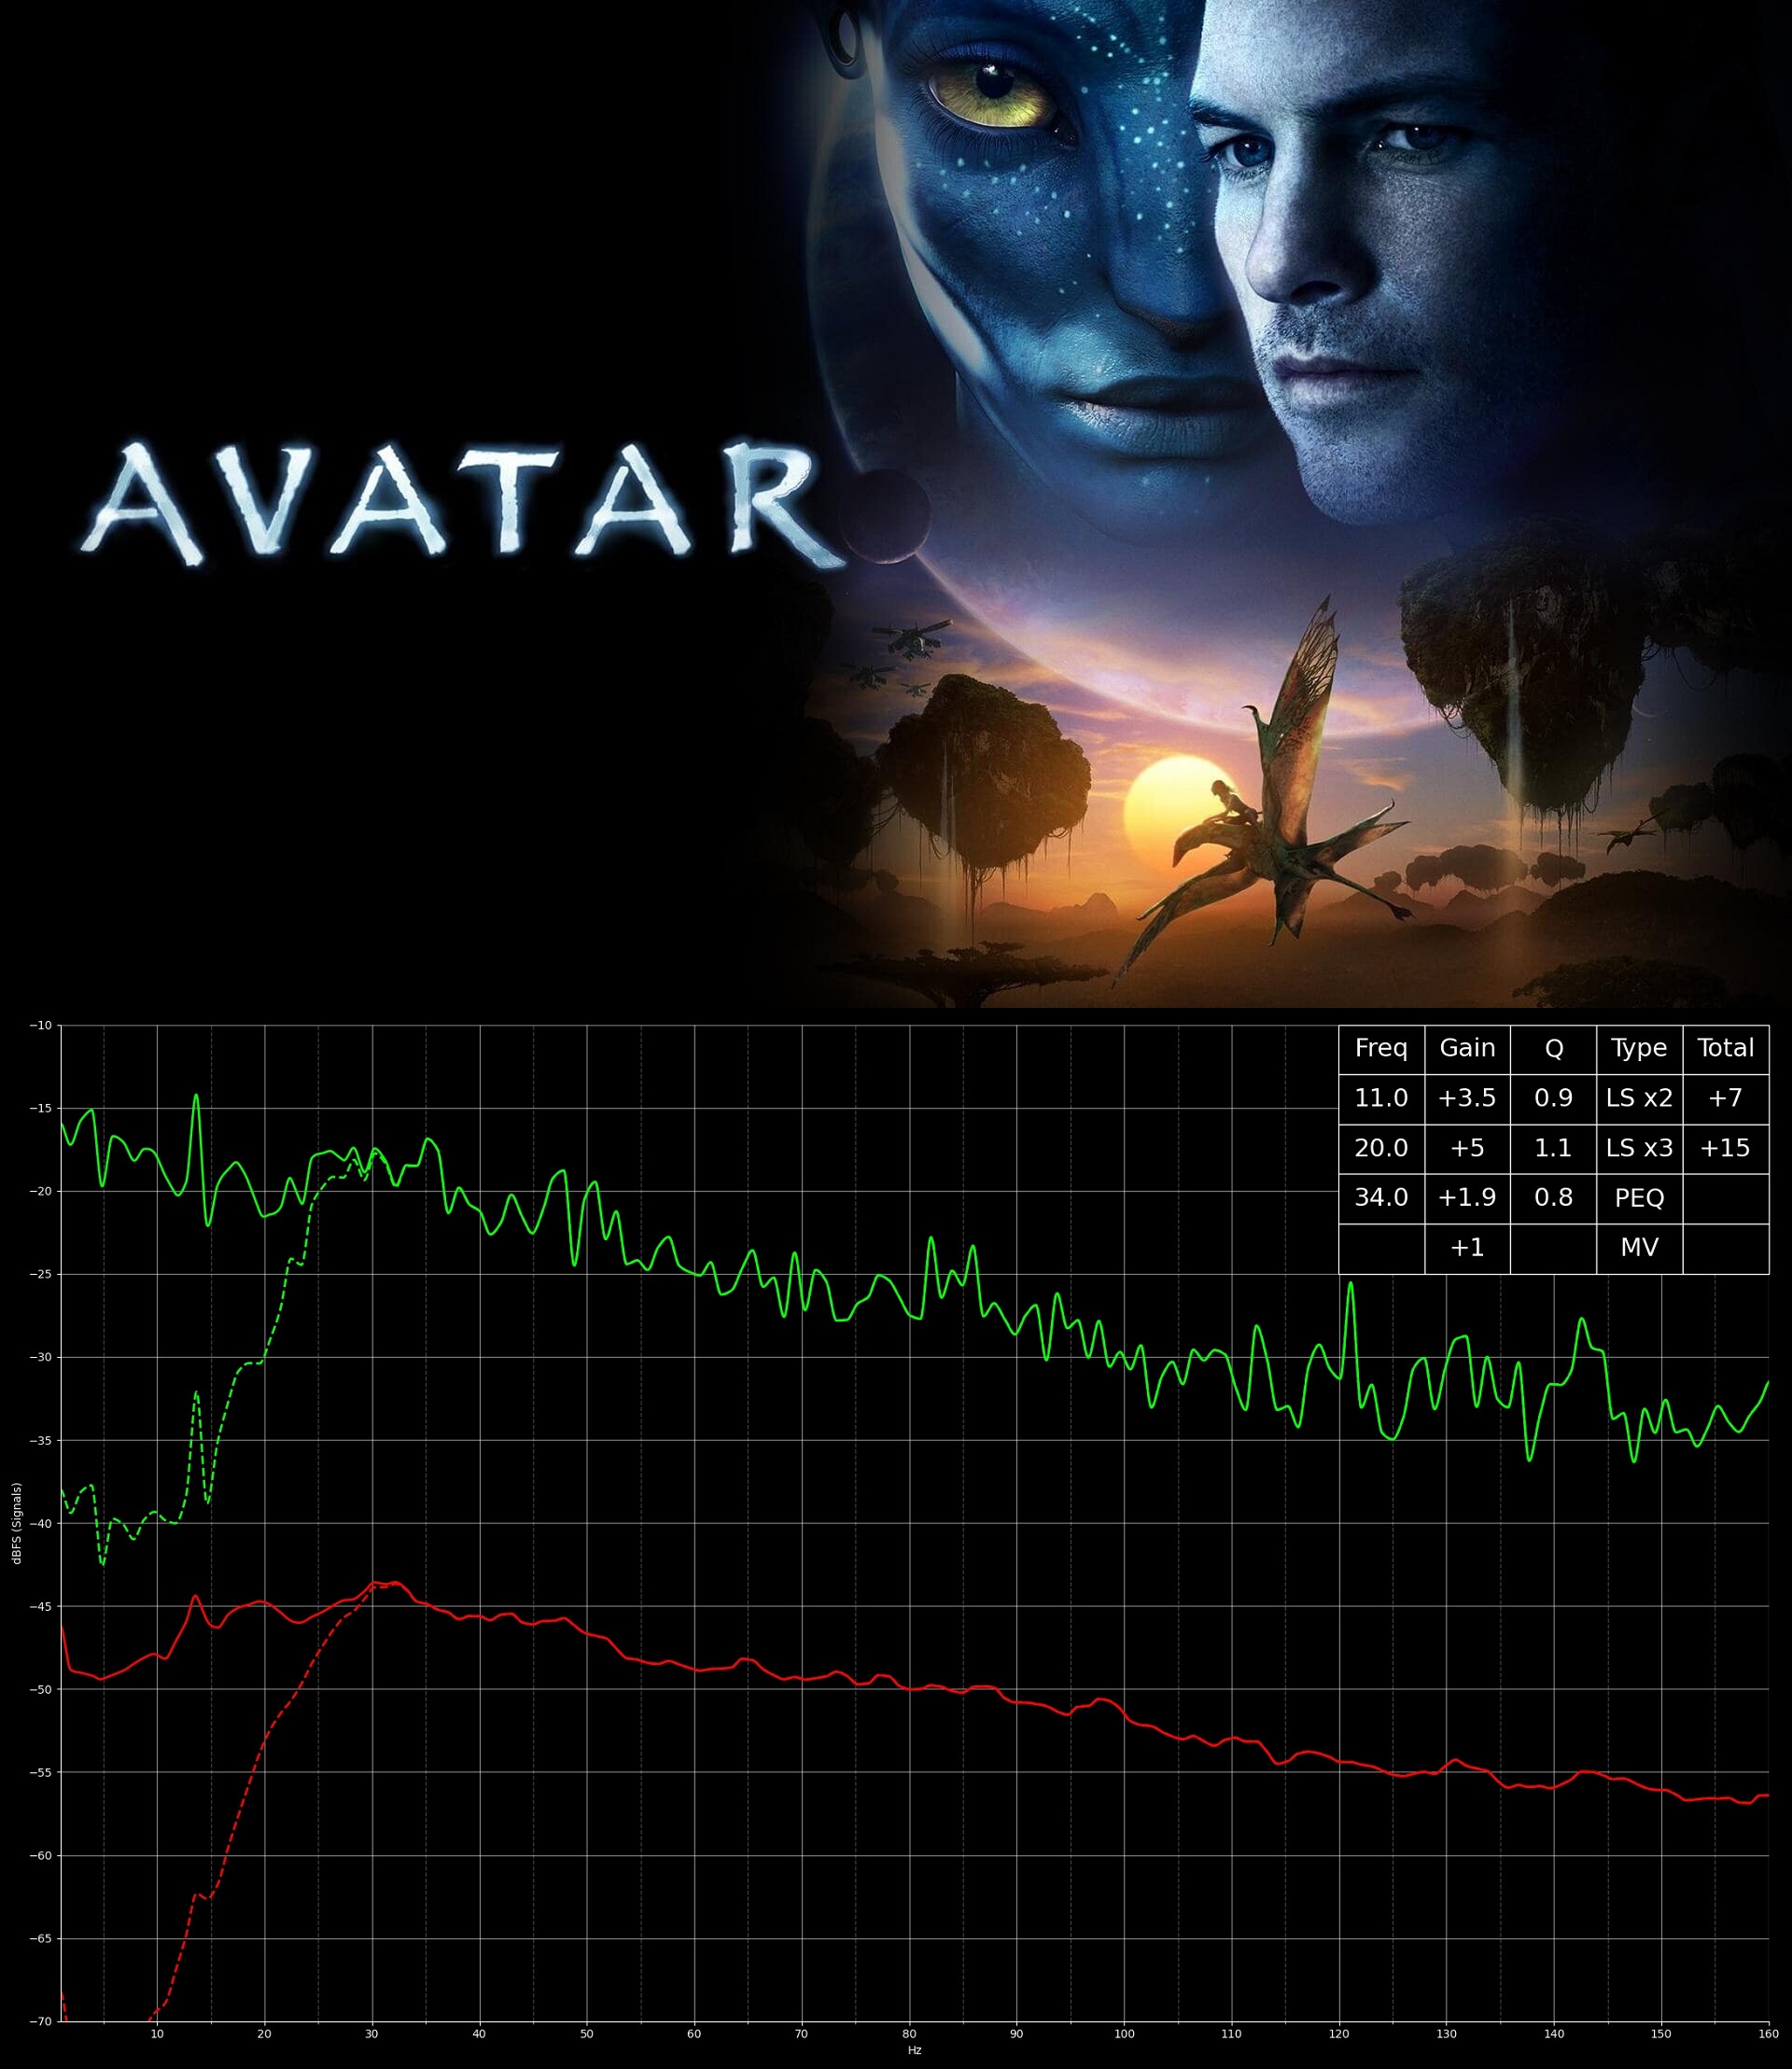 AVATAR
Freq Gain Q Type Total
11.0 +3.5 0.9 LS x2 +7
20.0 +5 1.1 LS x3 +15
34.0 +1.9 0.8 PEQ
+1 MV
−10
−15
−20
−25
−30
−35
−40
−45
−50
−55
−60
−65
−70
dBFS (Signals)
10 20 30 40 50 60 70 80 90 100 110 120 130 140 150 160
Hz